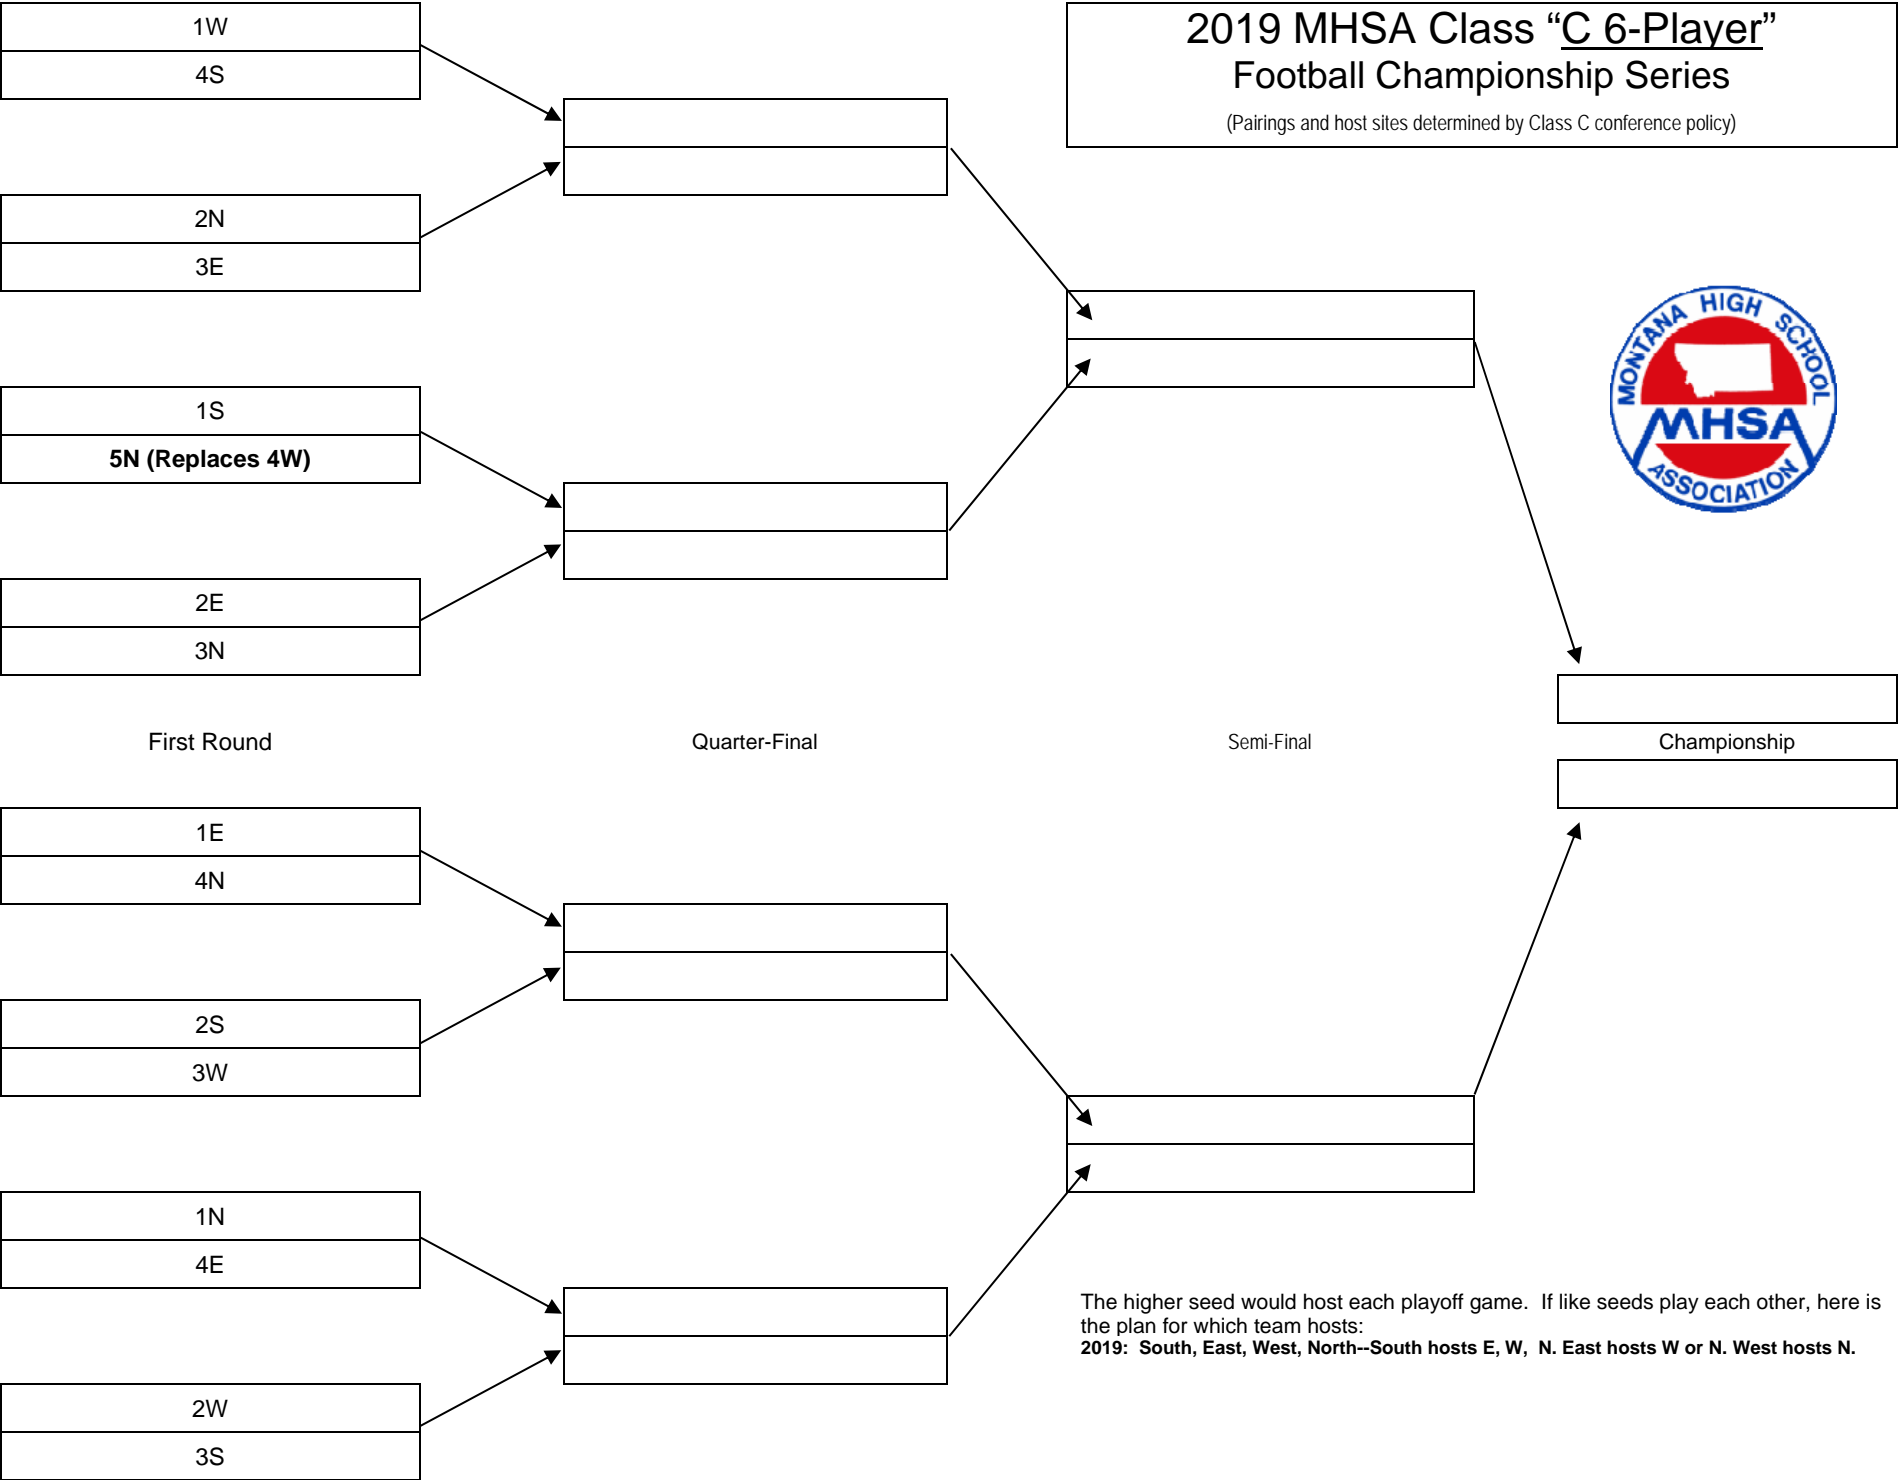 1W
4S
2019 MHSA Class “C 6-Player”
Football Championship Series
(Pairings and host sites determined by Class C conference policy)
2N
3E
MONTANA HIGH SCHOOL
MHSA
ASSOCIATION
1S
5N (Replaces 4W)
2E
3N
First Round
Quarter-Final
Semi-Final
Championship
1E
4N
2S
3W
1N
4E
The higher seed would host each playoff game.  If like seeds play each other, here is
the plan for which team hosts:
2019:  South, East, West, North--South hosts E, W,  N. East hosts W or N. West hosts N.
2W
3S